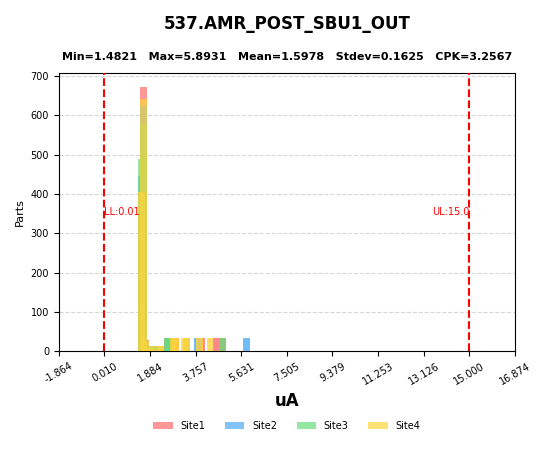 537.AMR_POST_SBU1_OUT
Min=1.4821 Max=5.8931 Mean=1.5978 Stdev=0.1625 CPK=3.2567
700
600
500
400
300
200
100
0
Parts
LL:0.01
UL:15.0
-1.864 0.010 1.884 3.757 5.631 7.505 9.379 11.253 13.126 15.000 16.874
uA
Site1 Site2 Site3 Site4